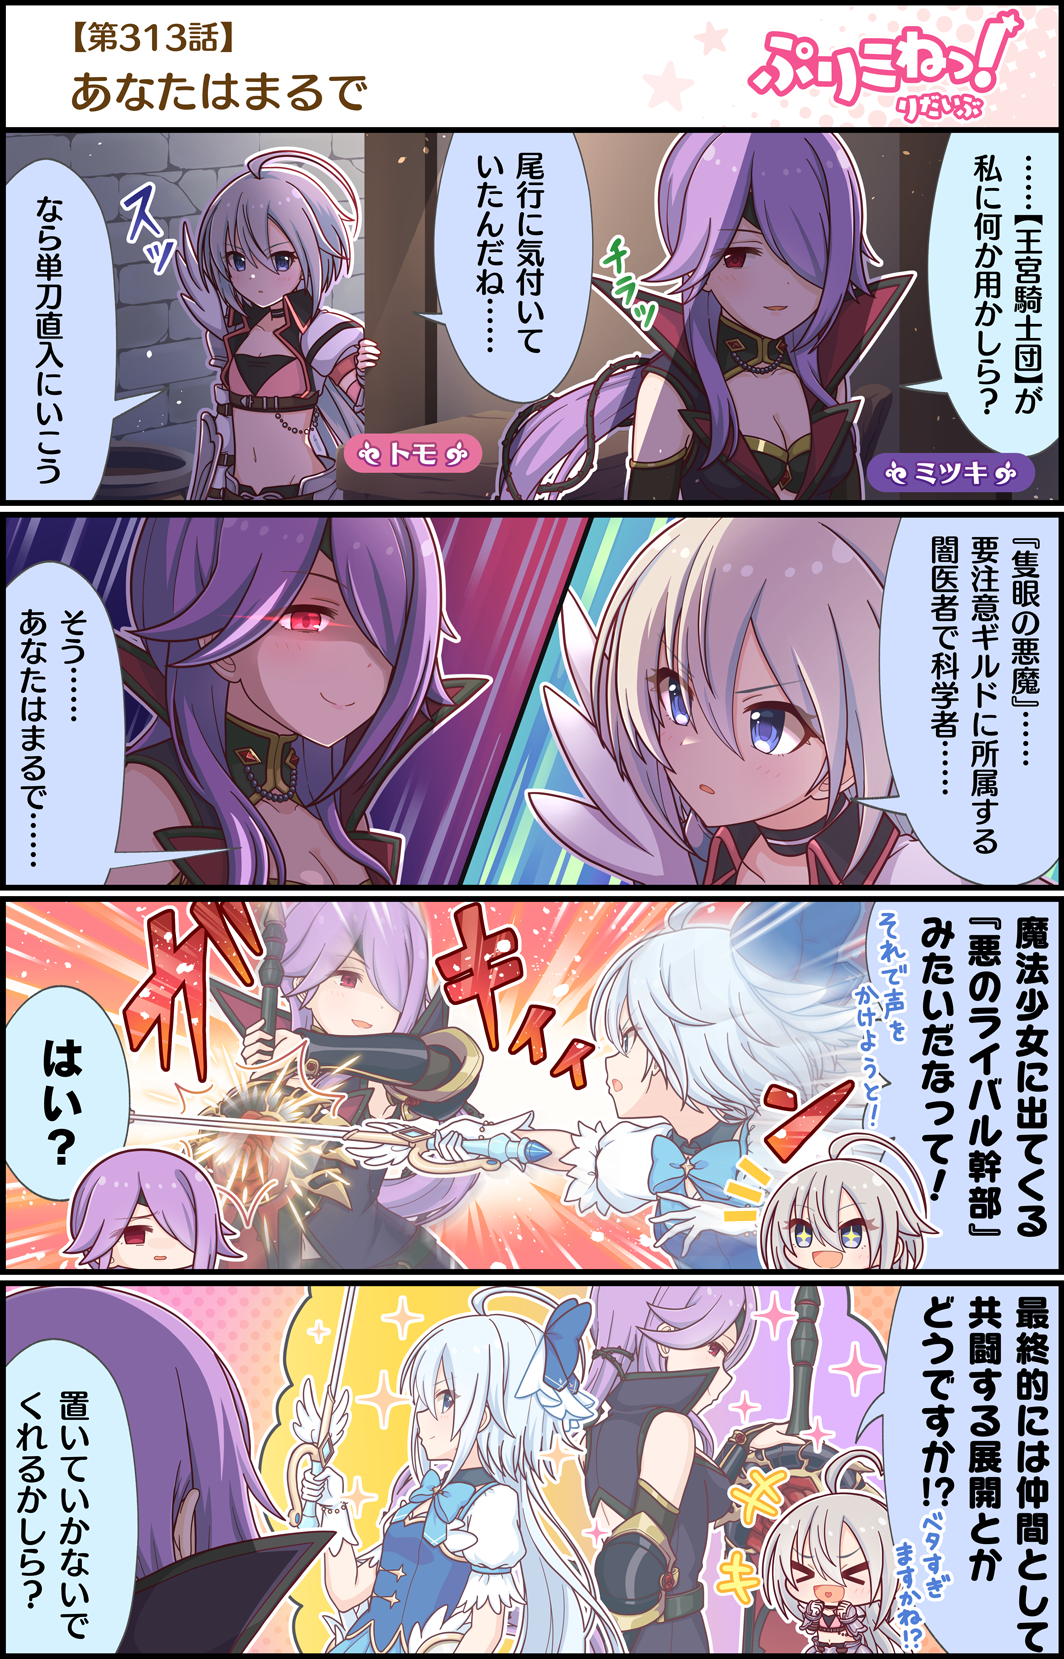 【第313話】
あなたはまるで
ぷりこねっ!
りだいぶ
……【王宮騎士団】が
私に何か用かしら?
チラッ
ミツキ
尾行に気付いて
いたんだね……
トモ
スッ
なら単刀直入にいこう
『隻眼の悪魔』……
要注意ギルドに所属する
闇医者で科学者……
そう……
あなたはまるで……
魔法少女に出てくる
『悪のライバル幹部』
みたいだなって!
それで声を
かけようと!
ガキィィン
はい?
最終的には仲間として
共闘する展開とか
どうですか!?
ベタすぎ
ますかね!?
メキ
置いていかないで
くれるかしら?